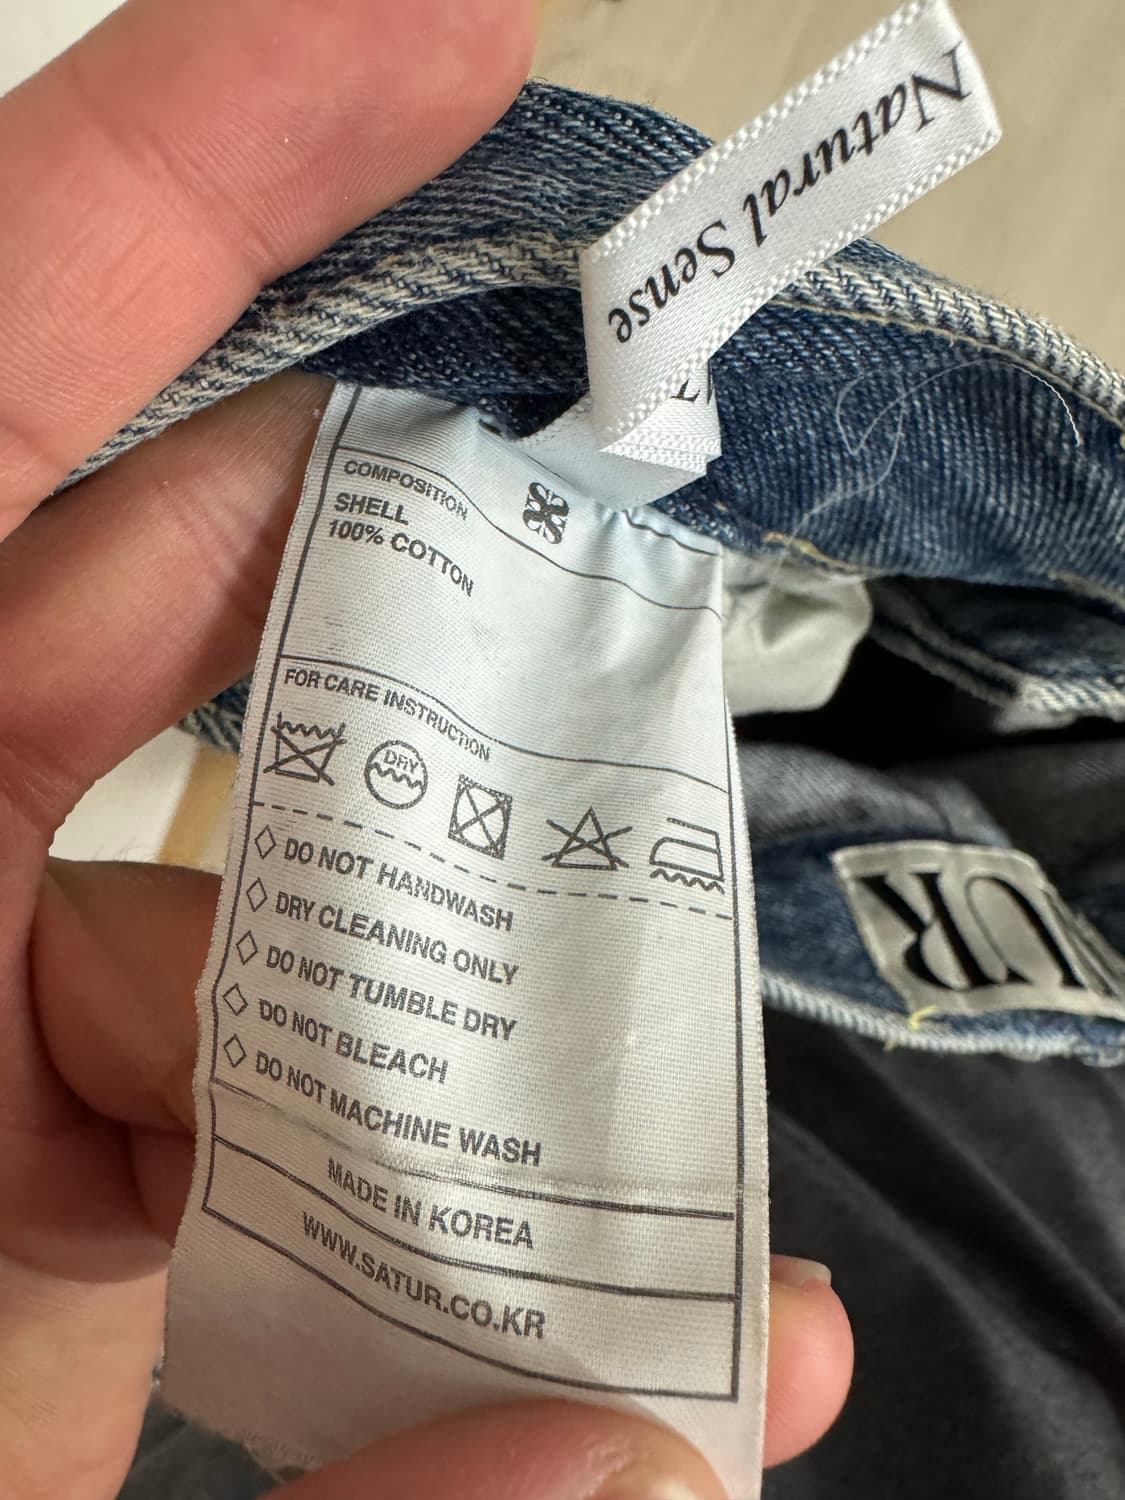 Natural Sense
COMPOSITION
SHELL
100% COTTON
FOR CARE INSTRUCTION
DRY
◇ DO NOT HANDWASH
◇ DRY CLEANING ONLY
◇ DO NOT TUMBLE DRY
◇ DO NOT BLEACH
◇ DO NOT MACHINE WASH
MADE IN KOREA
WWW.SATUR.CO.KR
UR